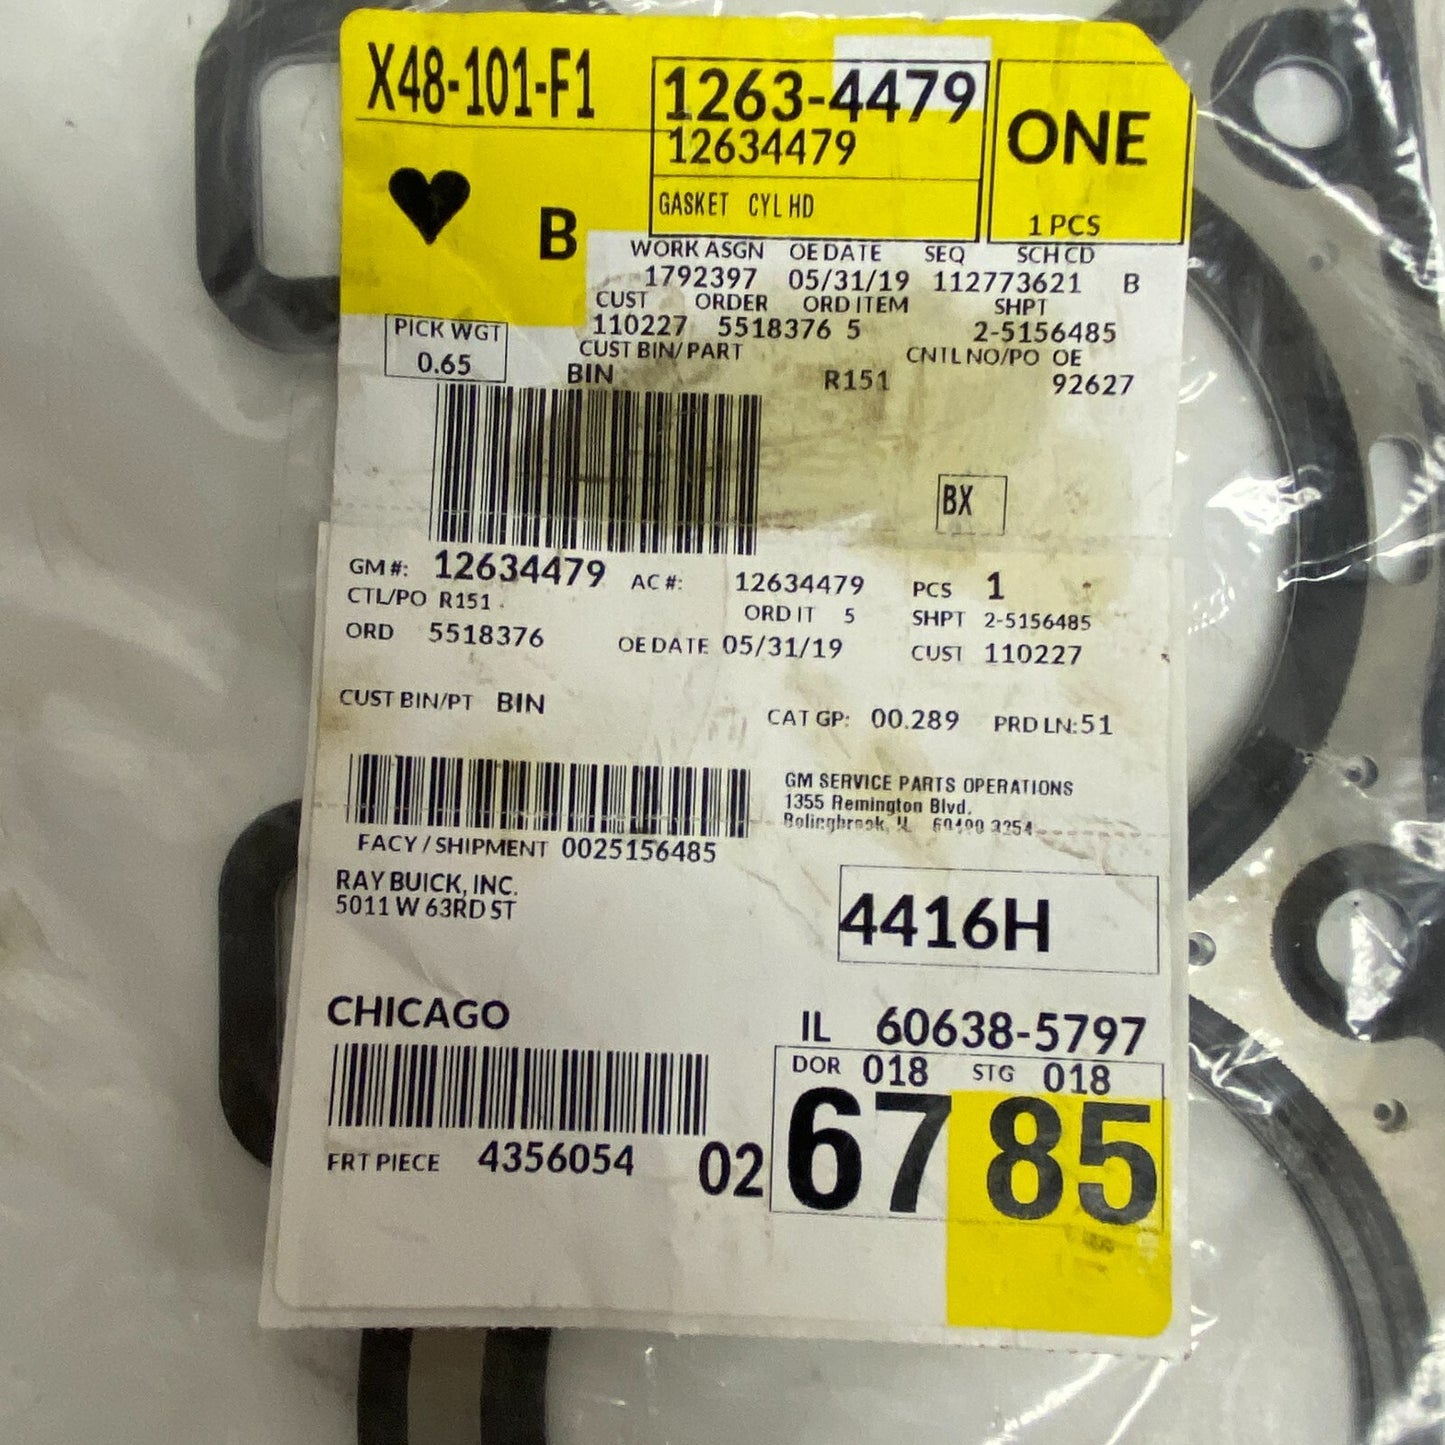 X48-101-F1
1263-4479
12634479
ONE
GASKET CYL HD
1 PCS
B
WORK ASGN OE DATE SEQ SCH CD
1792397 05/31/19 112773621 B
CUST ORDER ORD ITEM SHPT
110227 5518376 5 2-5156485
PICK WGT
0.65
CUST BIN/PART CNTL NO/PO OE
BIN R151 92627
BX
GM #: 12634479 AC #: 12634479 PCS 1
CTL/PO R151 ORD IT 5 SHPT 2-5156485
ORD 5518376 OE DATE 05/31/19 CUST 110227
CUST BIN/PT BIN CAT GP: 00.289 PRD LN: 51
GM SERVICE PARTS OPERATIONS
1355 Remington Blvd.
Bolingbrook, IL
FACY / SHIPMENT 0025156485
RAY BUICK, INC.
5011 W 63RD ST
4416H
CHICAGO IL 60638-5797
DOR 018 STG 018
FRT PIECE 4356054 02 6785